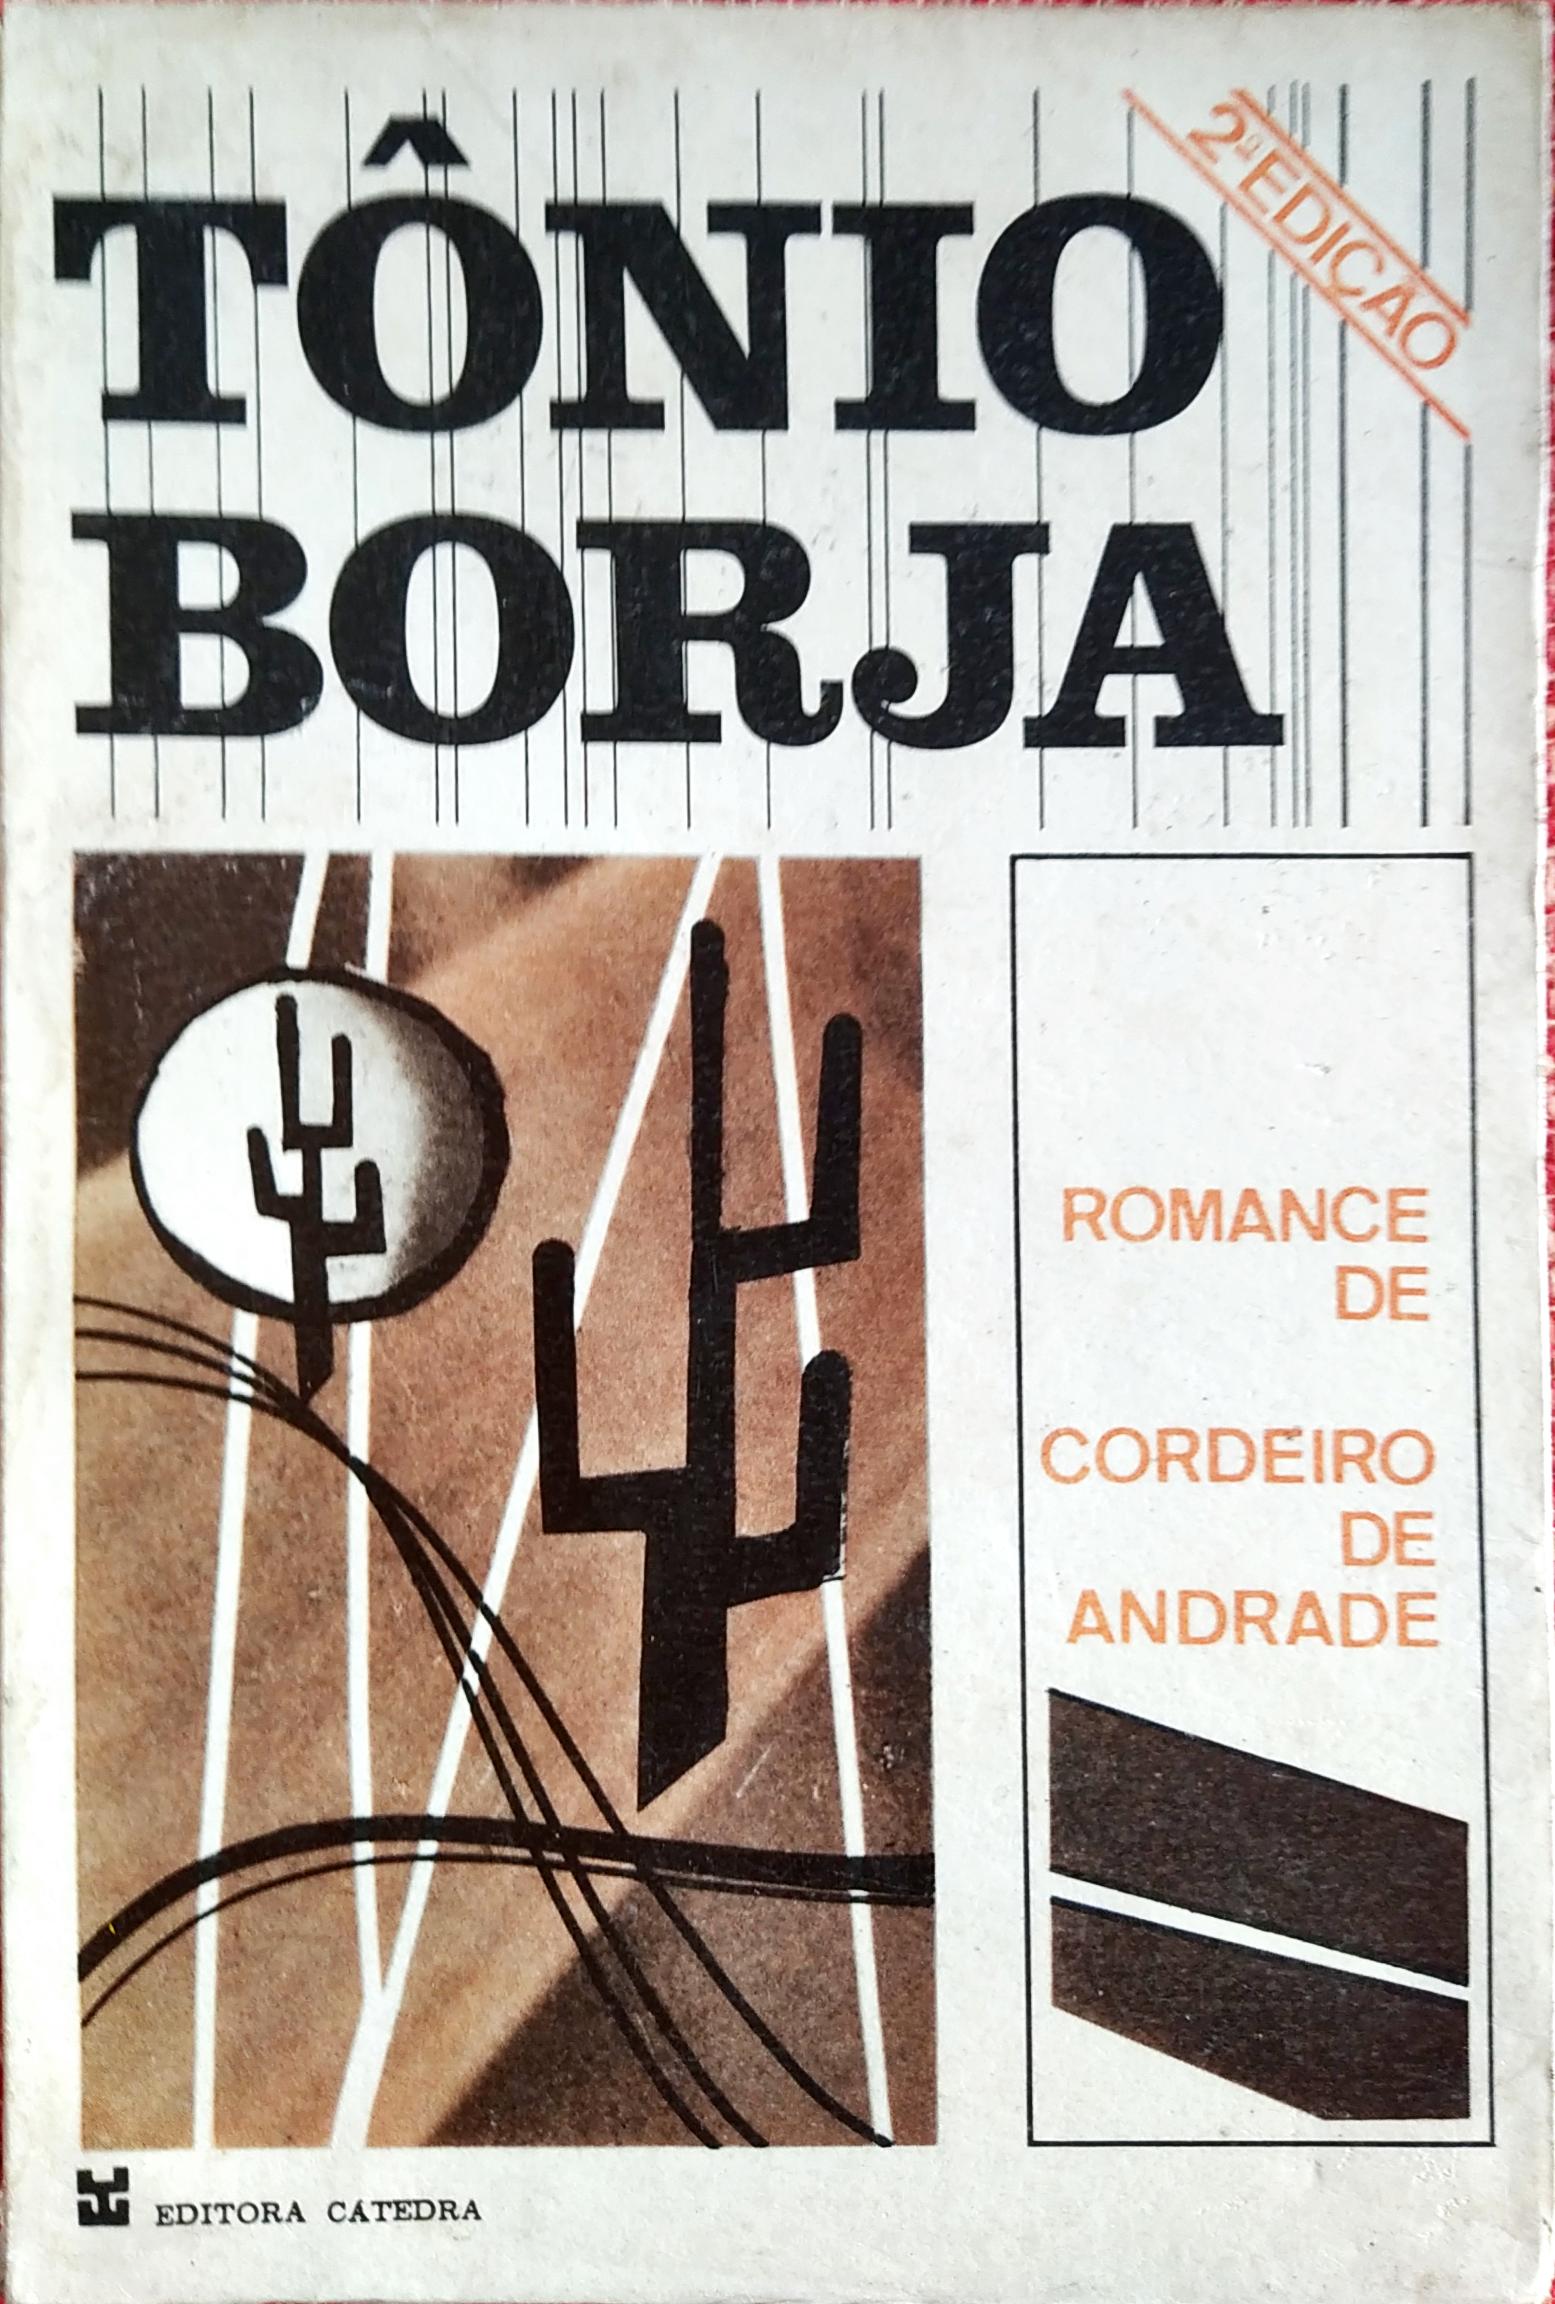 TÔNIO
BORJA
2ª EDIÇÃO
ROMANCE
DE
CORDEIRO
DE
ANDRADE
EDITORA CÁTEDRA